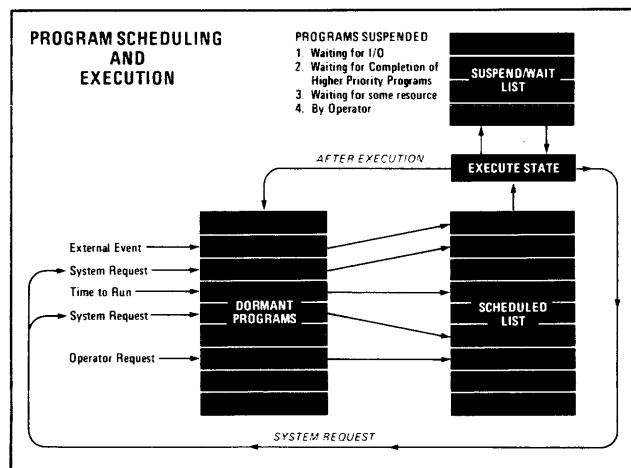 PROGRAM SCHEDULING
AND
EXECUTION
PROGRAMS SUSPENDED
1. Waiting for I/O
2. Waiting for Completion of
Higher Priority Programs
3. Waiting for some resource
4. By Operator
SUSPEND/WAIT
LIST
AFTER EXECUTION
EXECUTE STATE
External Event
System Request
Time to Run
System Request
Operator Request
DORMANT
PROGRAMS
SCHEDULED
LIST
SYSTEM REQUEST